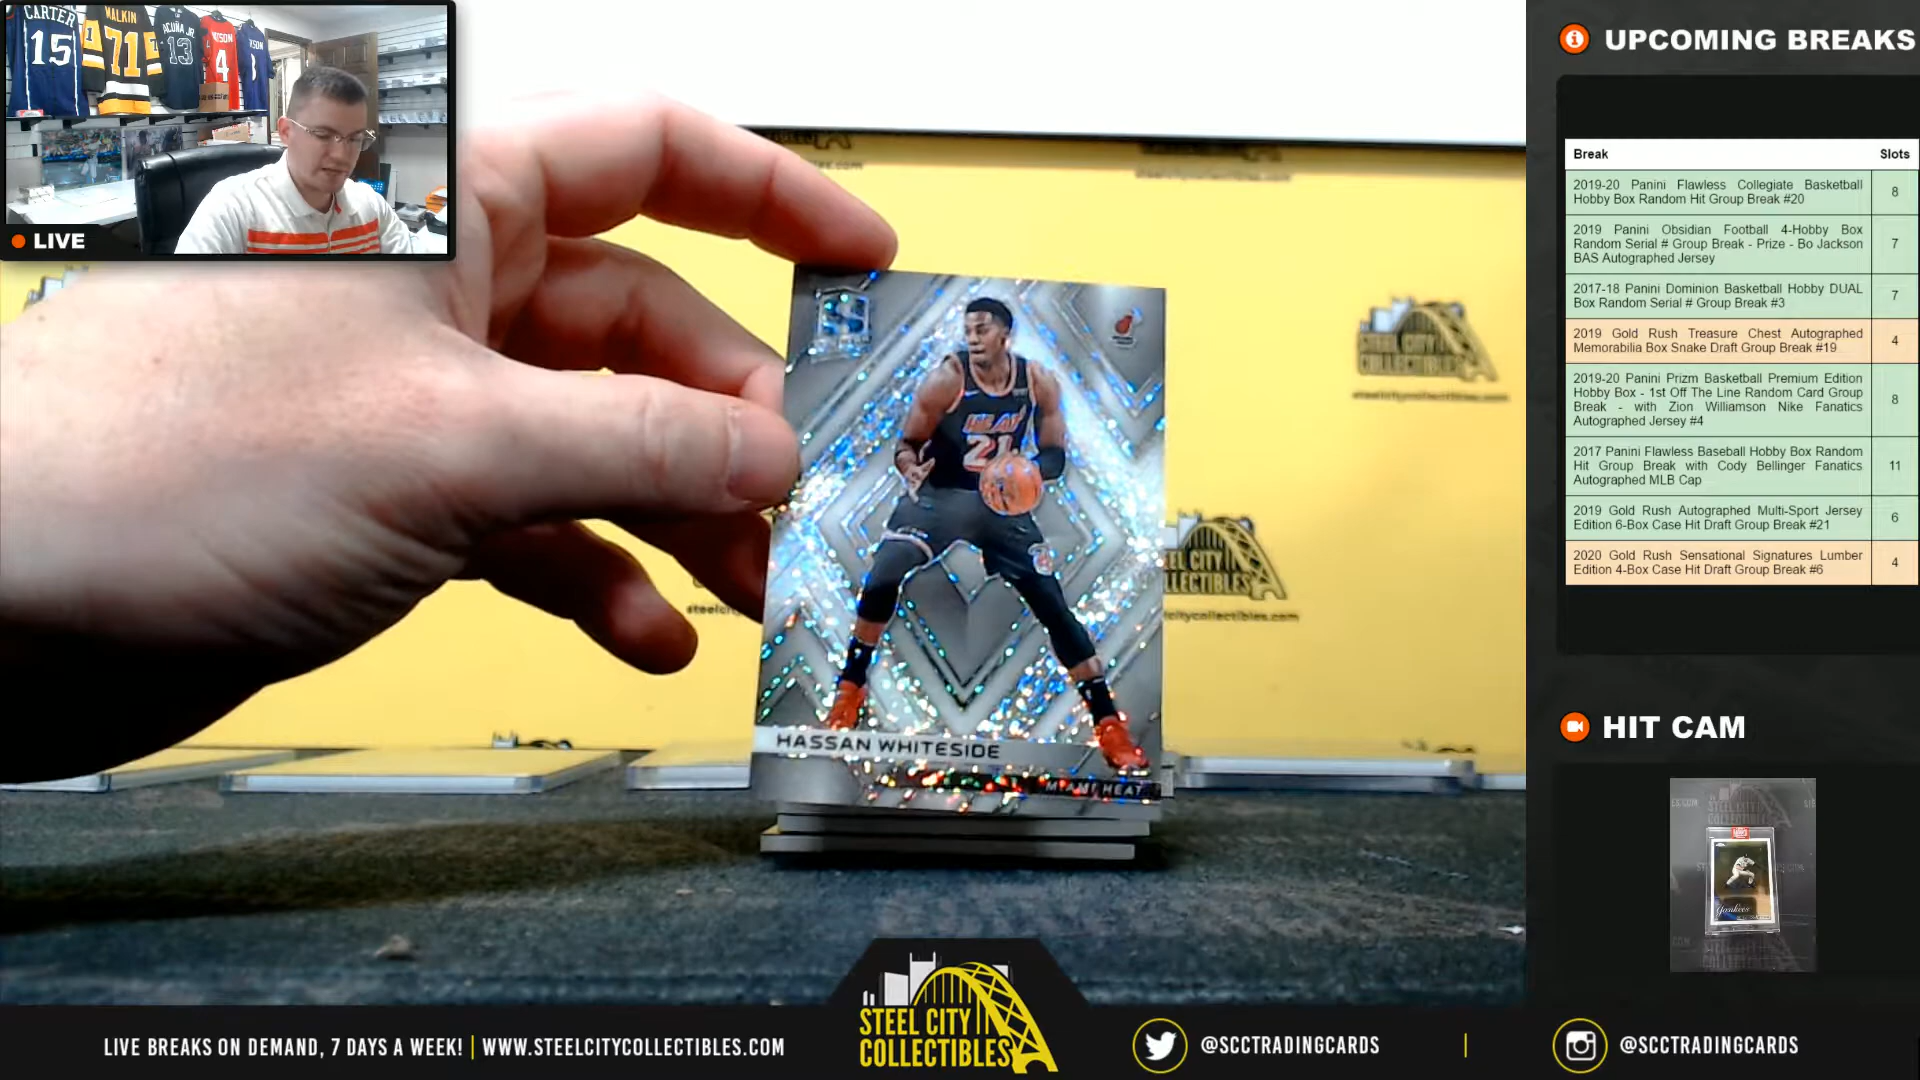 CARTER
15
MALKIN
71
ACUÑA JR
13
4
LIVE
HEAT
21
HASSAN WHITESIDE
MIAMI HEAT
STEEL CITY
COLLECTIBLES
steelcitycollectibles.com
STEEL CITY
COLLECTIBLES
UPCOMING BREAKS
Break Slots
2019-20 Panini Flawless Collegiate Basketball
Hobby Box Random Hit Group Break #20
8
2019 Panini Obsidian Football 4-Hobby Box
Random Serial # Group Break - Prize - Bo Jackson
BAS Autographed Jersey
7
2017-18 Panini Dominion Basketball Hobby DUAL
Box Random Serial # Group Break #3
7
2019 Gold Rush Treasure Chest Autographed
Memorabilia Box Snake Draft Group Break #19
4
2019-20 Panini Prizm Basketball Premium Edition
Hobby Box - 1st Off The Line Random Card Group
Break - with Zion Williamson Nike Fanatics
Autographed Jersey #4
8
2017 Panini Flawless Baseball Hobby Box Random
Hit Group Break with Cody Bellinger Fanatics
Autographed MLB Cap
11
2019 Gold Rush Autographed Multi-Sport Jersey
Edition 6-Box Case Hit Draft Group Break #21
6
2020 Gold Rush Sensational Signatures Lumber
Edition 4-Box Case Hit Draft Group Break #6
4
HIT CAM
Yankees
LIVE BREAKS ON DEMAND, 7 DAYS A WEEK! | WWW.STEELCITYCOLLECTIBLES.COM
STEEL CITY
COLLECTIBLES
@SCCTRADINGCARDS
@SCCTRADINGCARDS